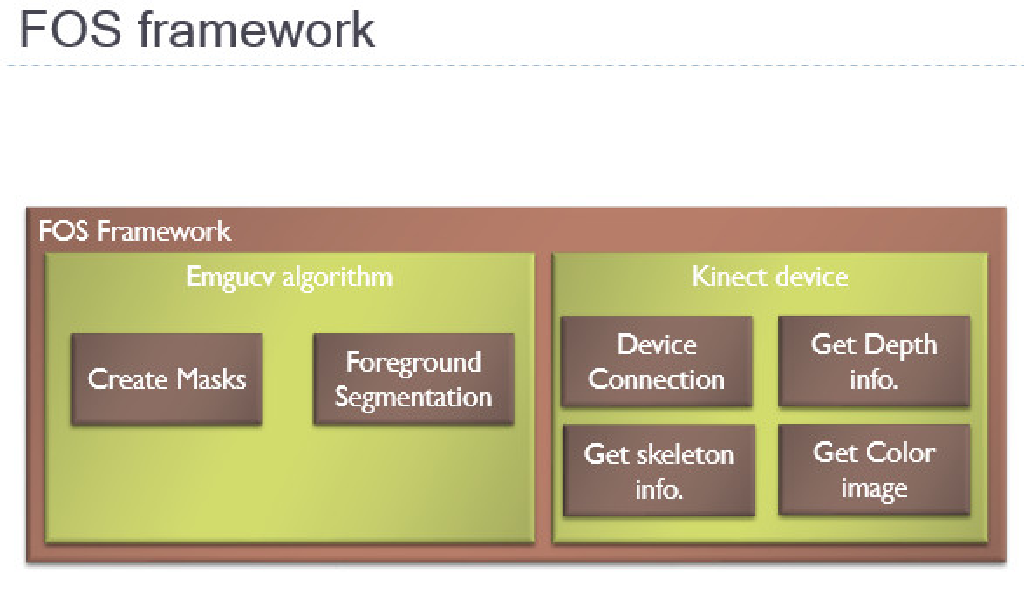 FOS framework
FOS Framework
Emgucv algorithm
Create Masks
Foreground
Segmentation
Kinect device
Device
Connection
Get Depth
info.
Get skeleton
info.
Get Color
image